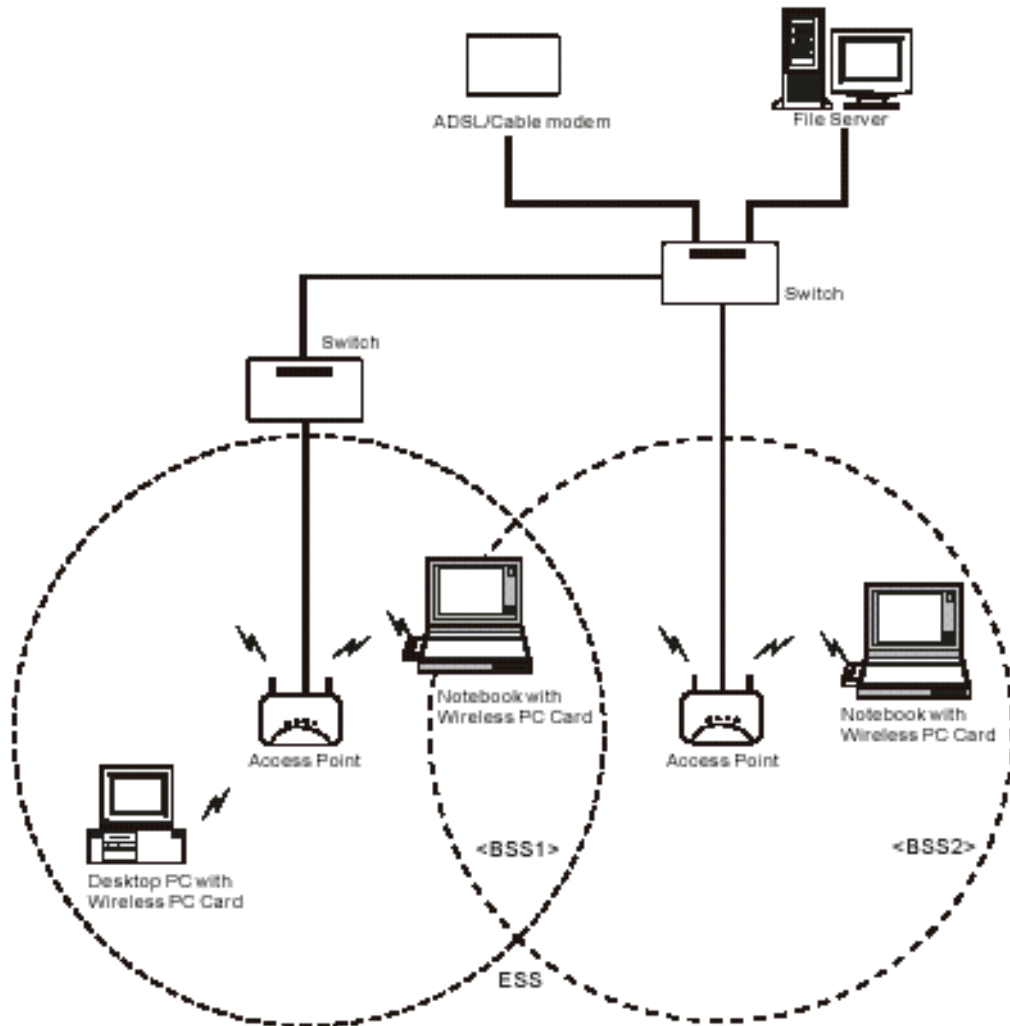 ADSL/Cable modem
File Server
Switch
Switch
Notebook with
Wireless PC Card
Notebook with
Wireless PC Card
Access Point
Access Point
<BSS1>
<BSS2>
Desktop PC with
Wireless PC Card
ESS